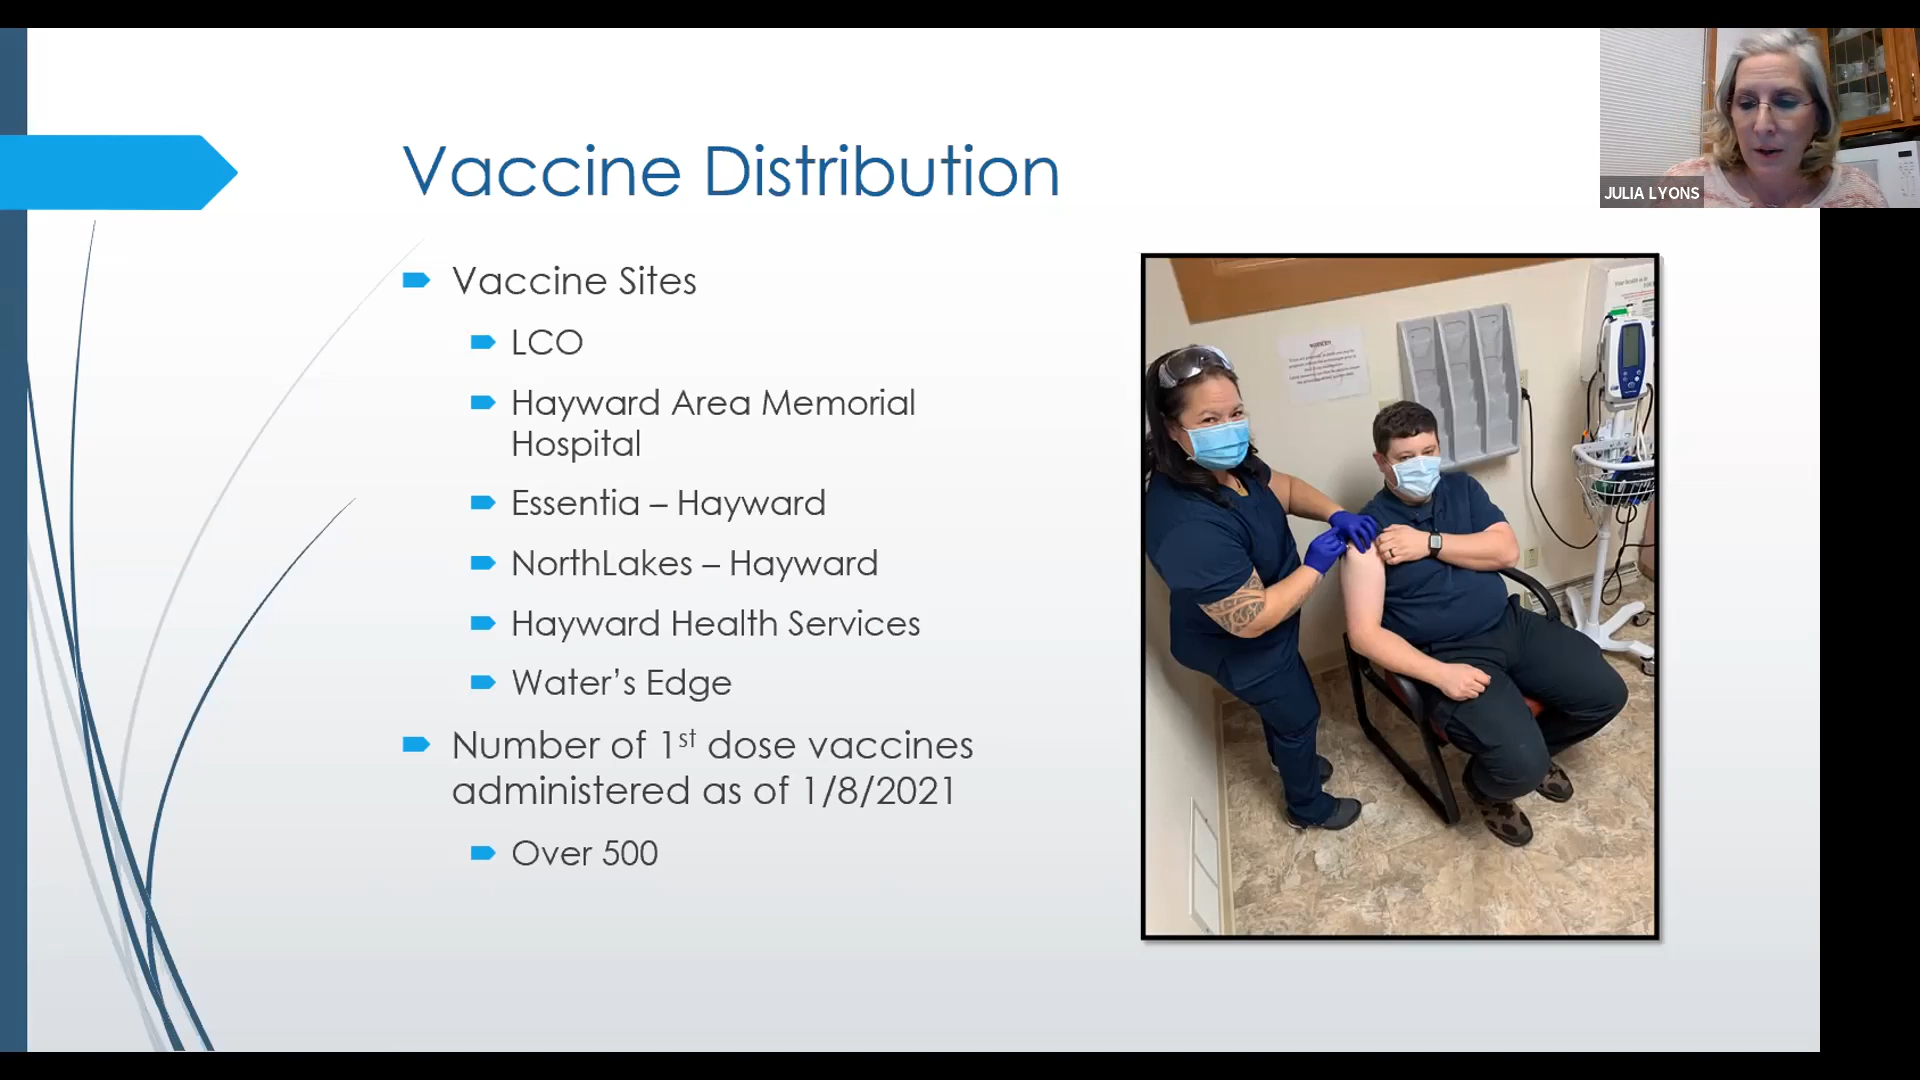 Vaccine Distribution
JULIA LYONS
Vaccine Sites
LCO
Hayward Area Memorial
Hospital
Essentia – Hayward
NorthLakes – Hayward
Hayward Health Services
Water’s Edge
Number of 1st dose vaccines
administered as of 1/8/2021
Over 500